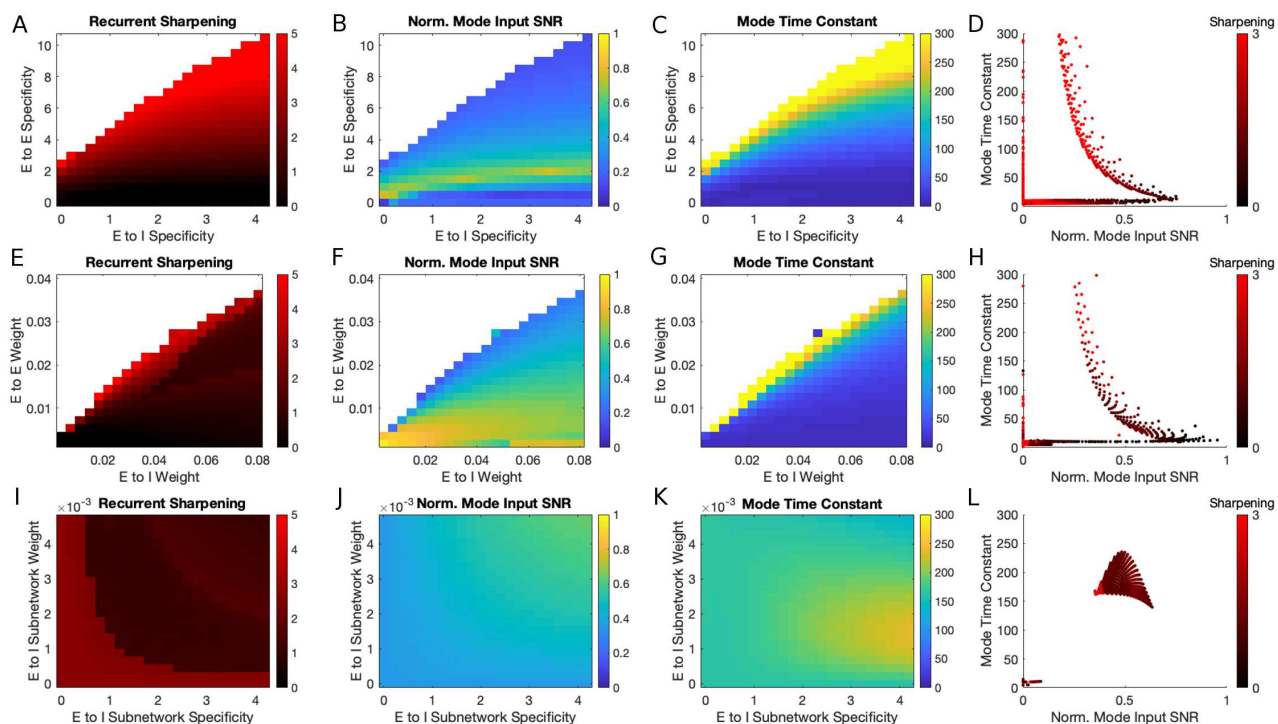 A
Recurrent Sharpening
E to E Specificity
10
8
6
4
2
0
0 1 2 3 4
E to I Specificity
5
4
3
2
1
0
B
Norm. Mode Input SNR
E to E Specificity
10
8
6
4
2
0
0 1 2 3 4
E to I Specificity
1
0.8
0.6
0.4
0.2
0
C
Mode Time Constant
E to E Specificity
10
8
6
4
2
0
0 1 2 3 4
E to I Specificity
300
250
200
150
100
50
0
D
Sharpening
Mode Time Constant
300
250
200
150
100
50
0
0 0.5 1
Norm. Mode Input SNR
3
0
E
Recurrent Sharpening
E to E Weight
0.04
0.03
0.02
0.01
0.02 0.04 0.06 0.08
E to I Weight
5
4
3
2
1
0
F
Norm. Mode Input SNR
E to E Weight
0.04
0.03
0.02
0.01
0.02 0.04 0.06 0.08
E to I Weight
1
0.8
0.6
0.4
0.2
0
G
Mode Time Constant
E to E Weight
0.04
0.03
0.02
0.01
0.02 0.04 0.06 0.08
E to I Weight
300
250
200
150
100
50
0
H
Sharpening
Mode Time Constant
300
250
200
150
100
50
0
0 0.5 1
Norm. Mode Input SNR
3
0
I
×10⁻³
Recurrent Sharpening
E to I Subnetwork Weight
4
3
2
1
0
0 1 2 3 4
E to I Subnetwork Specificity
5
4
3
2
1
0
J
×10⁻³
Norm. Mode Input SNR
E to I Subnetwork Weight
4
3
2
1
0
0 1 2 3 4
E to I Subnetwork Specificity
1
0.8
0.6
0.4
0.2
0
K
×10⁻³
Mode Time Constant
E to I Subnetwork Weight
4
3
2
1
0
0 1 2 3 4
E to I Subnetwork Specificity
300
250
200
150
100
50
0
L
Sharpening
Mode Time Constant
300
250
200
150
100
50
0
0 0.5 1
Norm. Mode Input SNR
3
0